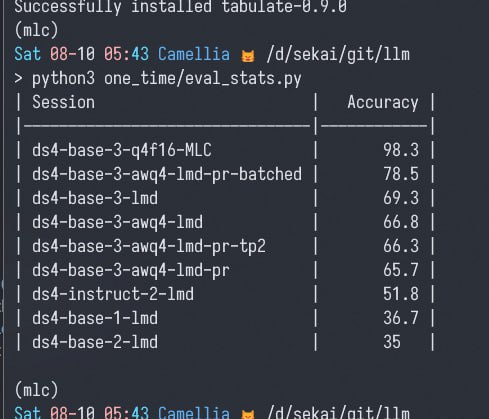 Successfully installed tabulate-0.9.0
(mlc)
Sat 08-10 05:43 Camellia 🐱 /d/sekai/git/llm
> python3 one_time/eval_stats.py
| Session                        |   Accuracy |
|--------------------------------|------------|
| ds4-base-3-q4f16-MLC           |       98.3 |
| ds4-base-3-awq4-lmd-pr-batched |       78.5 |
| ds4-base-3-lmd                 |       69.3 |
| ds4-base-3-awq4-lmd            |       66.8 |
| ds4-base-3-awq4-lmd-pr-tp2     |       66.3 |
| ds4-base-3-awq4-lmd-pr         |       65.7 |
| ds4-instruct-2-lmd             |       51.8 |
| ds4-base-1-lmd                 |       36.7 |
| ds4-base-2-lmd                 |       35   |
(mlc)
Sat 08-10 05:43 Camellia 🐱 /d/sekai/git/llm